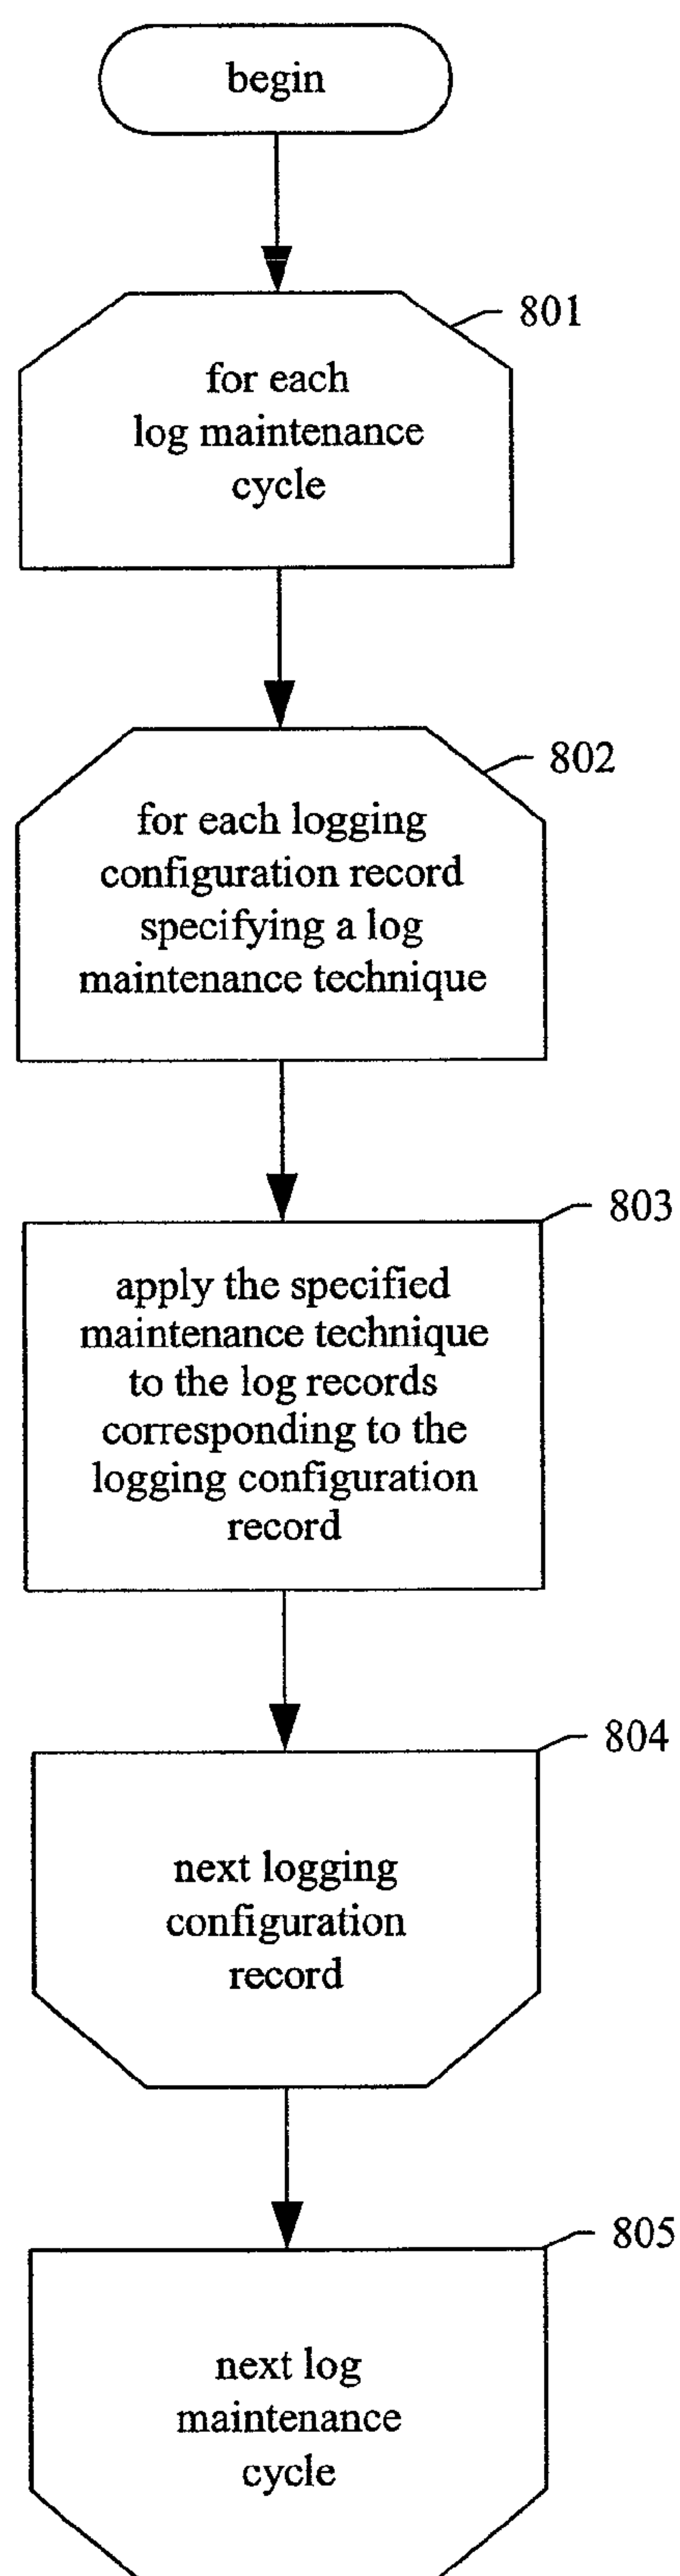 begin
801
for each
log maintenance
cycle
802
for each logging
configuration record
specifying a log
maintenance technique
803
apply the specified
maintenance technique
to the log records
corresponding to the
logging configuration
record
804
next logging
configuration
record
805
next log
maintenance
cycle